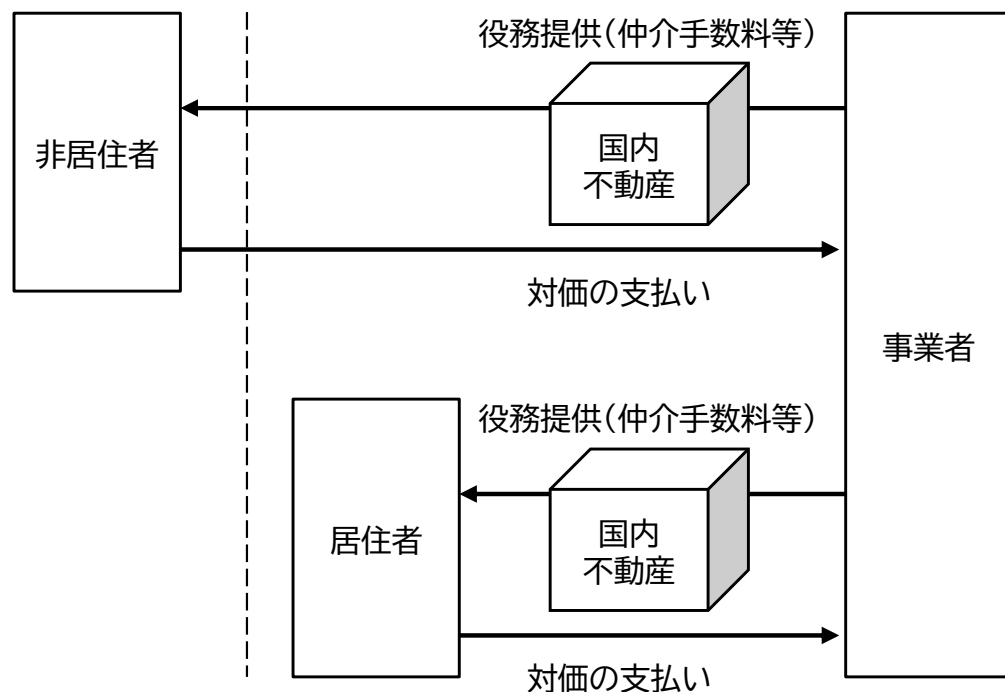 役務提供(仲介手数料等)
非居住者
国内
不動産
対価の支払い
事業者
役務提供(仲介手数料等)
居住者
国内
不動産
対価の支払い